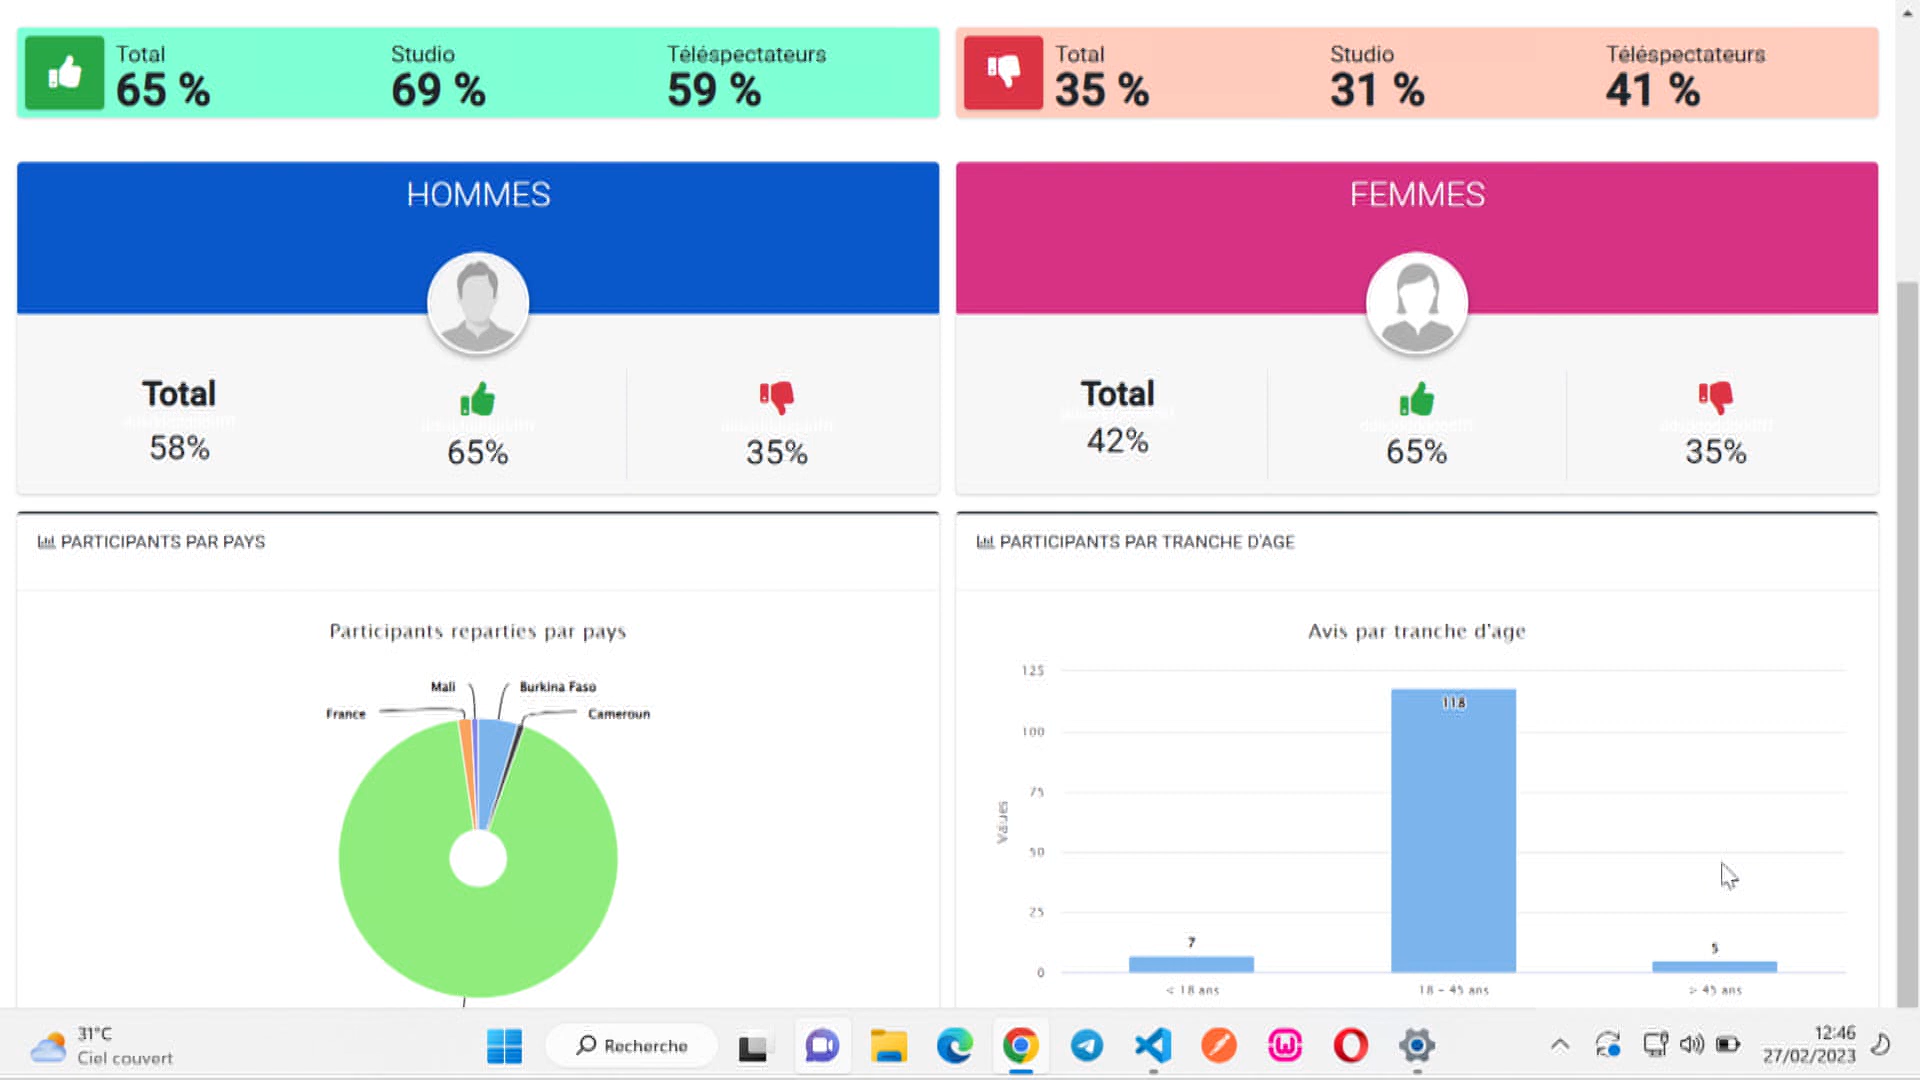 Total Studio Téléspectateurs
65 % 69 % 59 %
Total Studio Téléspectateurs
35 % 31 % 41 %
HOMMES
Total
58% 65% 35%
FEMMES
Total
42% 65% 35%
PARTICIPANTS PAR PAYS
Participants reparties par pays
Mali Burkina Faso
France Cameroun
PARTICIPANTS PAR TRANCHE D'AGE
Avis par tranche d'age
125
118
100
75
Values
50
25
7
5
0
< 18 ans 18 - 45 ans > 45 ans
31°C
Ciel couvert
Recherche
12:46
27/02/2023